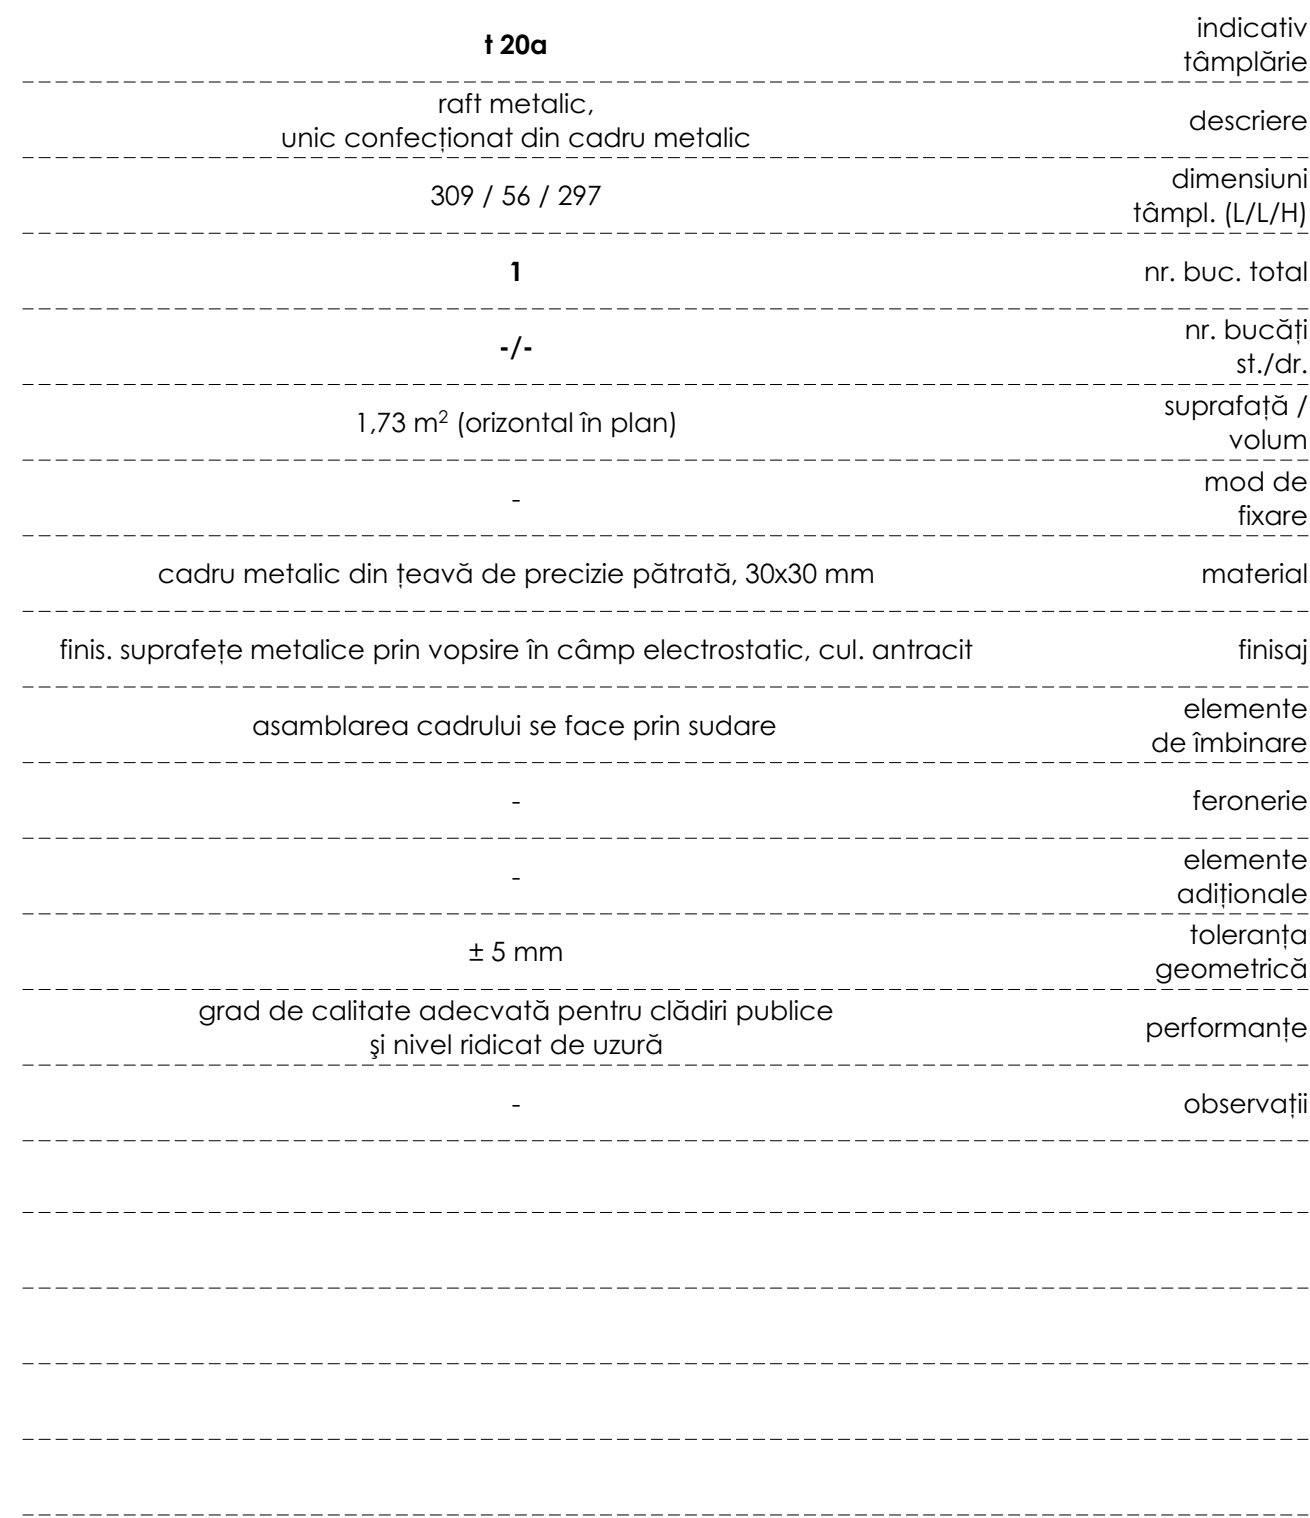 t 20a
indicativ
tâmplărie
raft metalic,
unic confecționat din cadru metalic
descriere
309 / 56 / 297
dimensiuni
tâmpl. (L/L/H)
1
nr. buc. total
-/-
nr. bucăți
st./dr.
1,73 m² (orizontal în plan)
suprafață /
volum
-
mod de
fixare
cadru metalic din țeavă de precizie pătrată, 30x30 mm
material
finis. suprafețe metalice prin vopsire în câmp electrostatic, cul. antracit
finisaj
asamblarea cadrului se face prin sudare
elemente
de îmbinare
-
feronerie
-
elemente
adiționale
± 5 mm
toleranța
geometrică
grad de calitate adecvată pentru clădiri publice
şi nivel ridicat de uzură
performanțe
-
observații